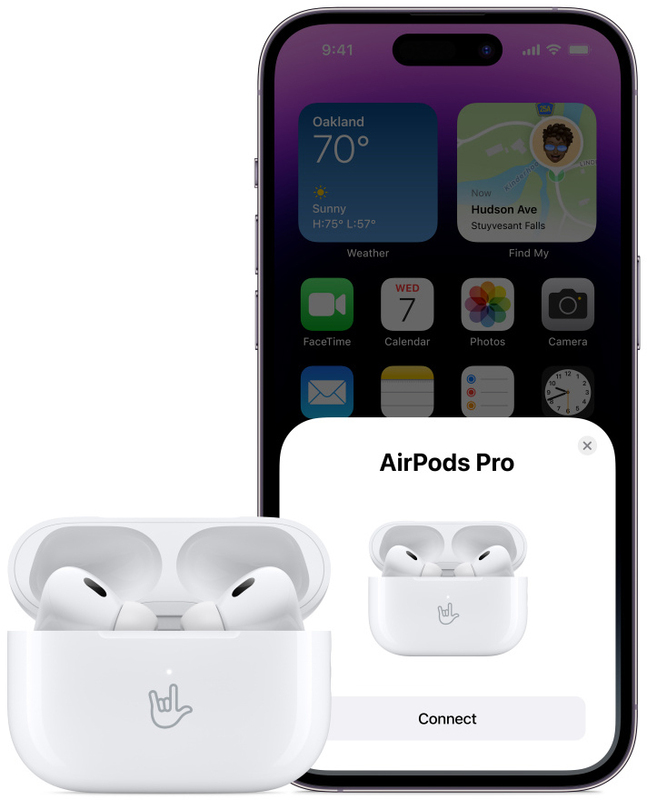 9:41
Oakland
70°
Sunny
H:75° L:57°
Weather
Now
Hudson Ave
Stuyvesant Falls
Find My
FaceTime
WED
7
Calendar
Photos
Camera
AirPods Pro
Connect